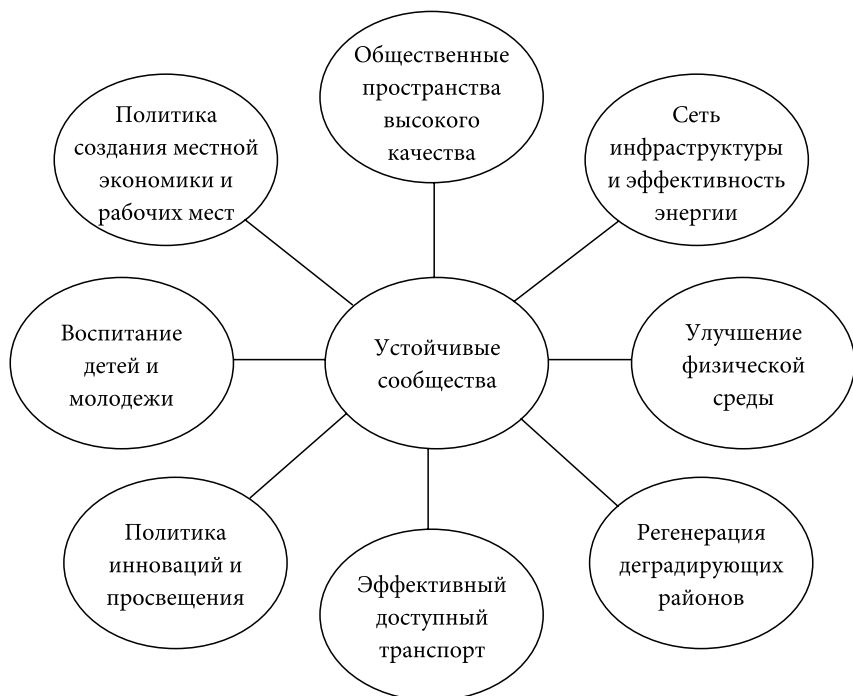 Общественные
пространства
высокого
качества
Политика
создания местной
экономики и
рабочих мест
Сеть
инфраструктуры
и эффективность
энергии
Воспитание
детей и
молодежи
Устойчивые
сообщества
Улучшение
физической
среды
Политика
инноваций и
просвещения
Эффективный
доступный
транспорт
Регенерация
деградирующих
районов